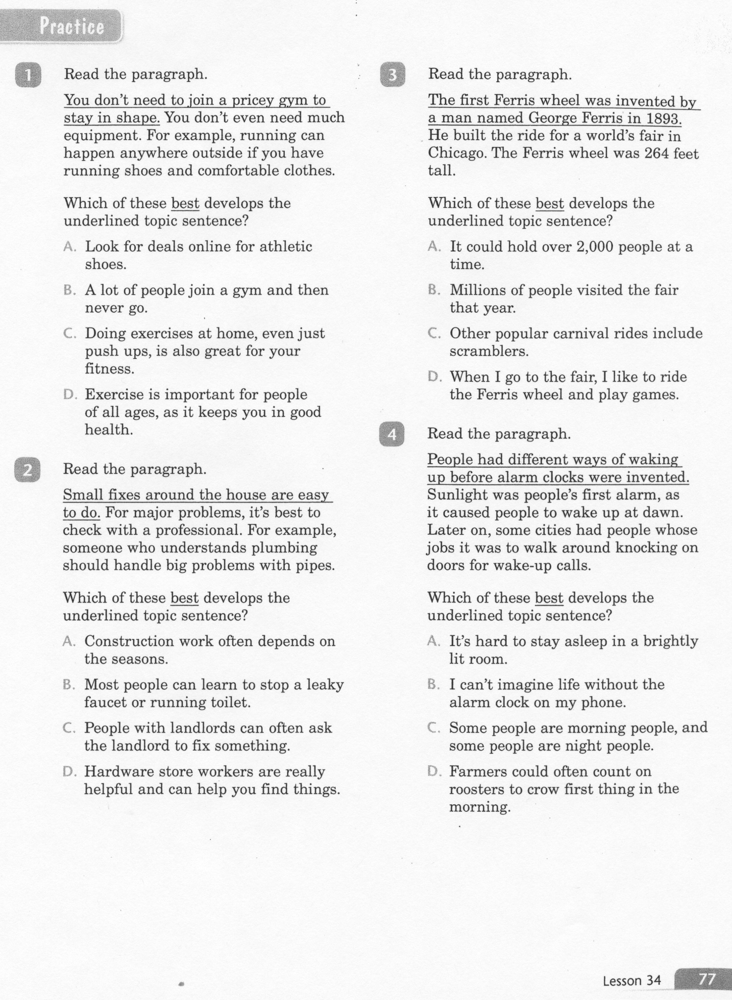 Practice
1
Read the paragraph.
You don't need to join a pricey gym to
stay in shape. You don't even need much
equipment. For example, running can
happen anywhere outside if you have
running shoes and comfortable clothes.
Which of these best develops the
underlined topic sentence?
A. Look for deals online for athletic
shoes.
B. A lot of people join a gym and then
never go.
C. Doing exercises at home, even just
push ups, is also great for your
fitness.
D. Exercise is important for people
of all ages, as it keeps you in good
health.
2
Read the paragraph.
Small fixes around the house are easy
to do. For major problems, it's best to
check with a professional. For example,
someone who understands plumbing
should handle big problems with pipes.
Which of these best develops the
underlined topic sentence?
A. Construction work often depends on
the seasons.
B. Most people can learn to stop a leaky
faucet or running toilet.
C. People with landlords can often ask
the landlord to fix something.
D. Hardware store workers are really
helpful and can help you find things.
3
Read the paragraph.
The first Ferris wheel was invented by
a man named George Ferris in 1893.
He built the ride for a world's fair in
Chicago. The Ferris wheel was 264 feet
tall.
Which of these best develops the
underlined topic sentence?
A. It could hold over 2,000 people at a
time.
B. Millions of people visited the fair
that year.
C. Other popular carnival rides include
scramblers.
D. When I go to the fair, I like to ride
the Ferris wheel and play games.
4
Read the paragraph.
People had different ways of waking
up before alarm clocks were invented.
Sunlight was people's first alarm, as
it caused people to wake up at dawn.
Later on, some cities had people whose
jobs it was to walk around knocking on
doors for wake-up calls.
Which of these best develops the
underlined topic sentence?
A. It's hard to stay asleep in a brightly
lit room.
B. I can't imagine life without the
alarm clock on my phone.
C. Some people are morning people, and
some people are night people.
D. Farmers could often count on
roosters to crow first thing in the
morning.
Lesson 34
77